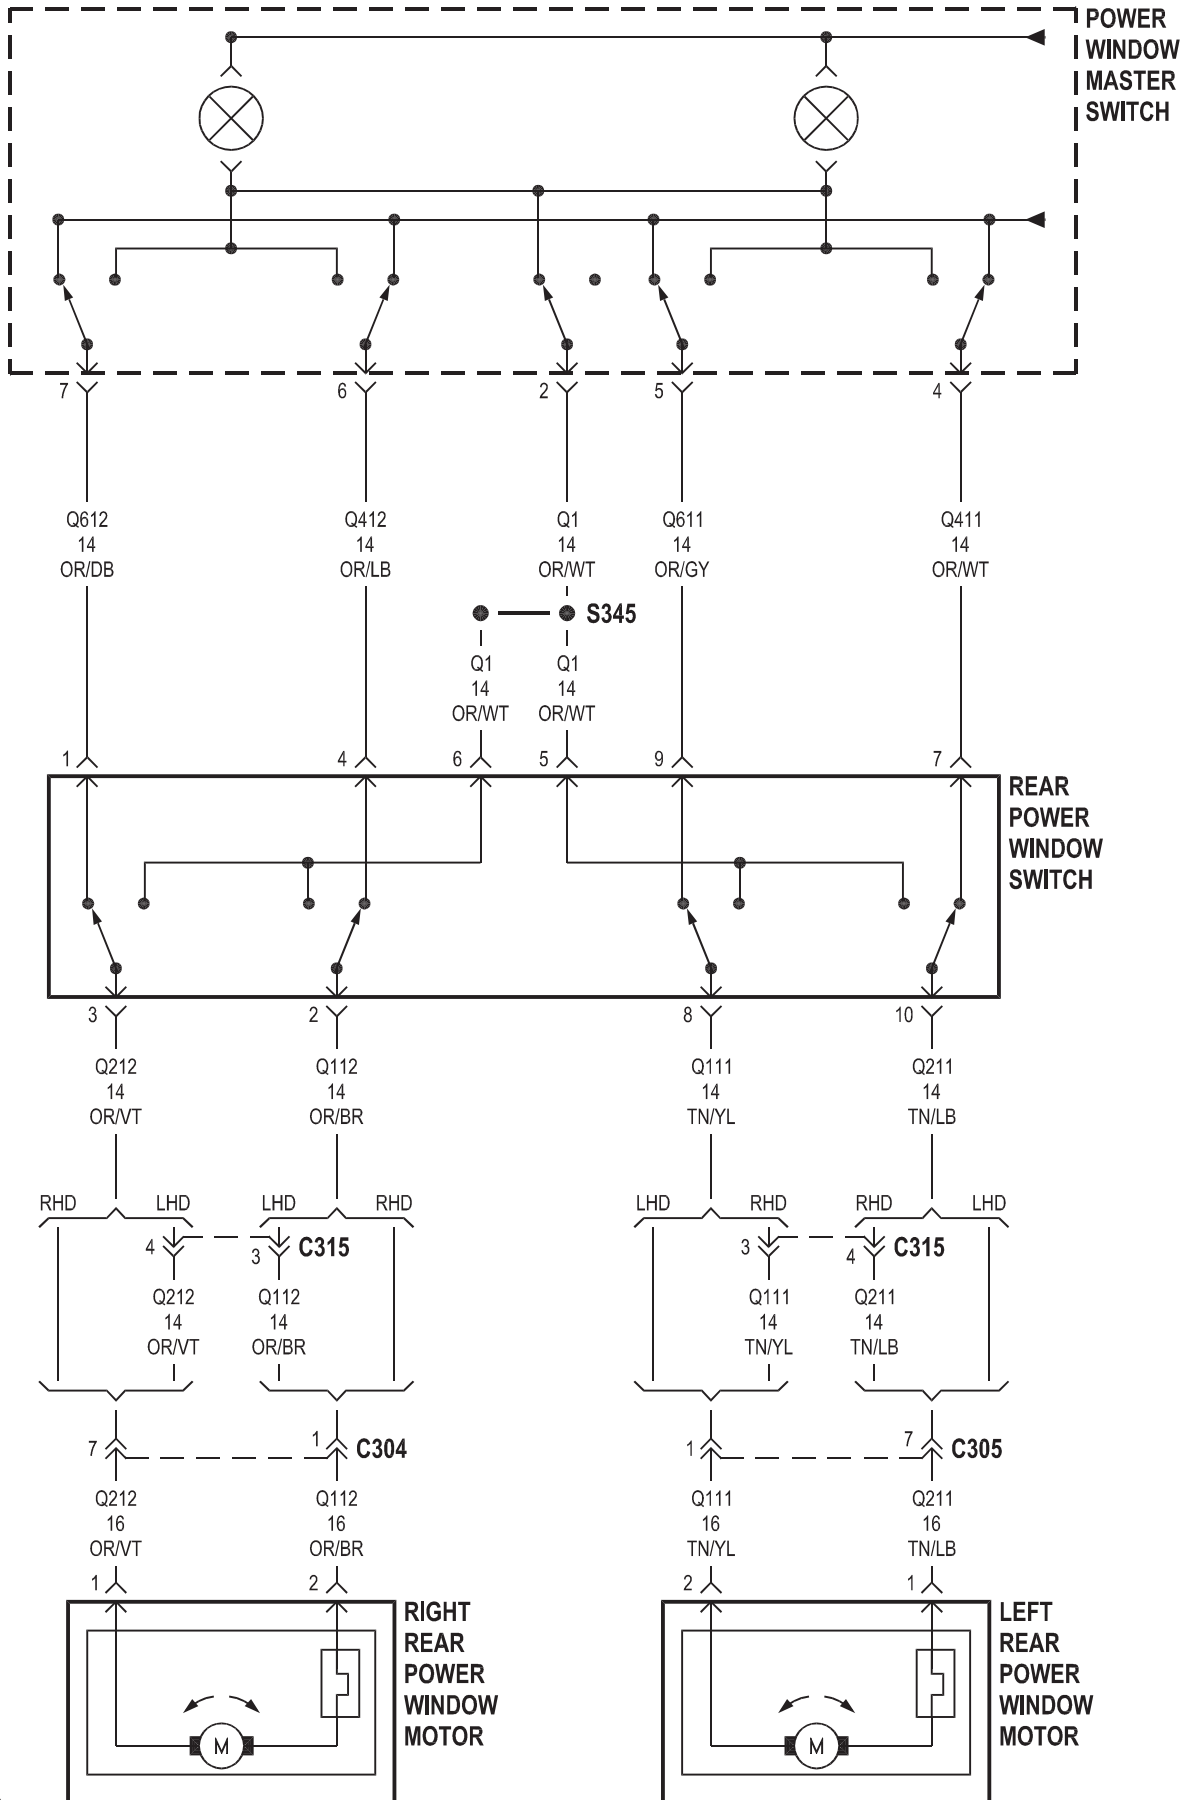 POWER
WINDOW
MASTER
SWITCH
7 6 2 5 4
Q612 Q412 Q1 Q611 Q411
14 14 14 14 14
OR/DB OR/LB OR/WT OR/GY OR/WT
S345
Q1 Q1
14 14
OR/WT OR/WT
1 4 6 5 9 7
REAR
POWER
WINDOW
SWITCH
3 2 8 10
Q212 Q112 Q111 Q211
14 14 14 14
OR/VT OR/BR TN/YL TN/LB
RHD LHD LHD RHD LHD RHD RHD LHD
4 3 C315 3 4 C315
Q212 Q112 Q111 Q211
14 14 14 14
OR/VT OR/BR TN/YL TN/LB
7 1 C304 1 7 C305
Q212 Q112 Q111 Q211
16 16 16 16
OR/VT OR/BR TN/YL TN/LB
1 2 2 1
RIGHT
REAR
POWER
WINDOW
MOTOR
LEFT
REAR
POWER
WINDOW
MOTOR
M M